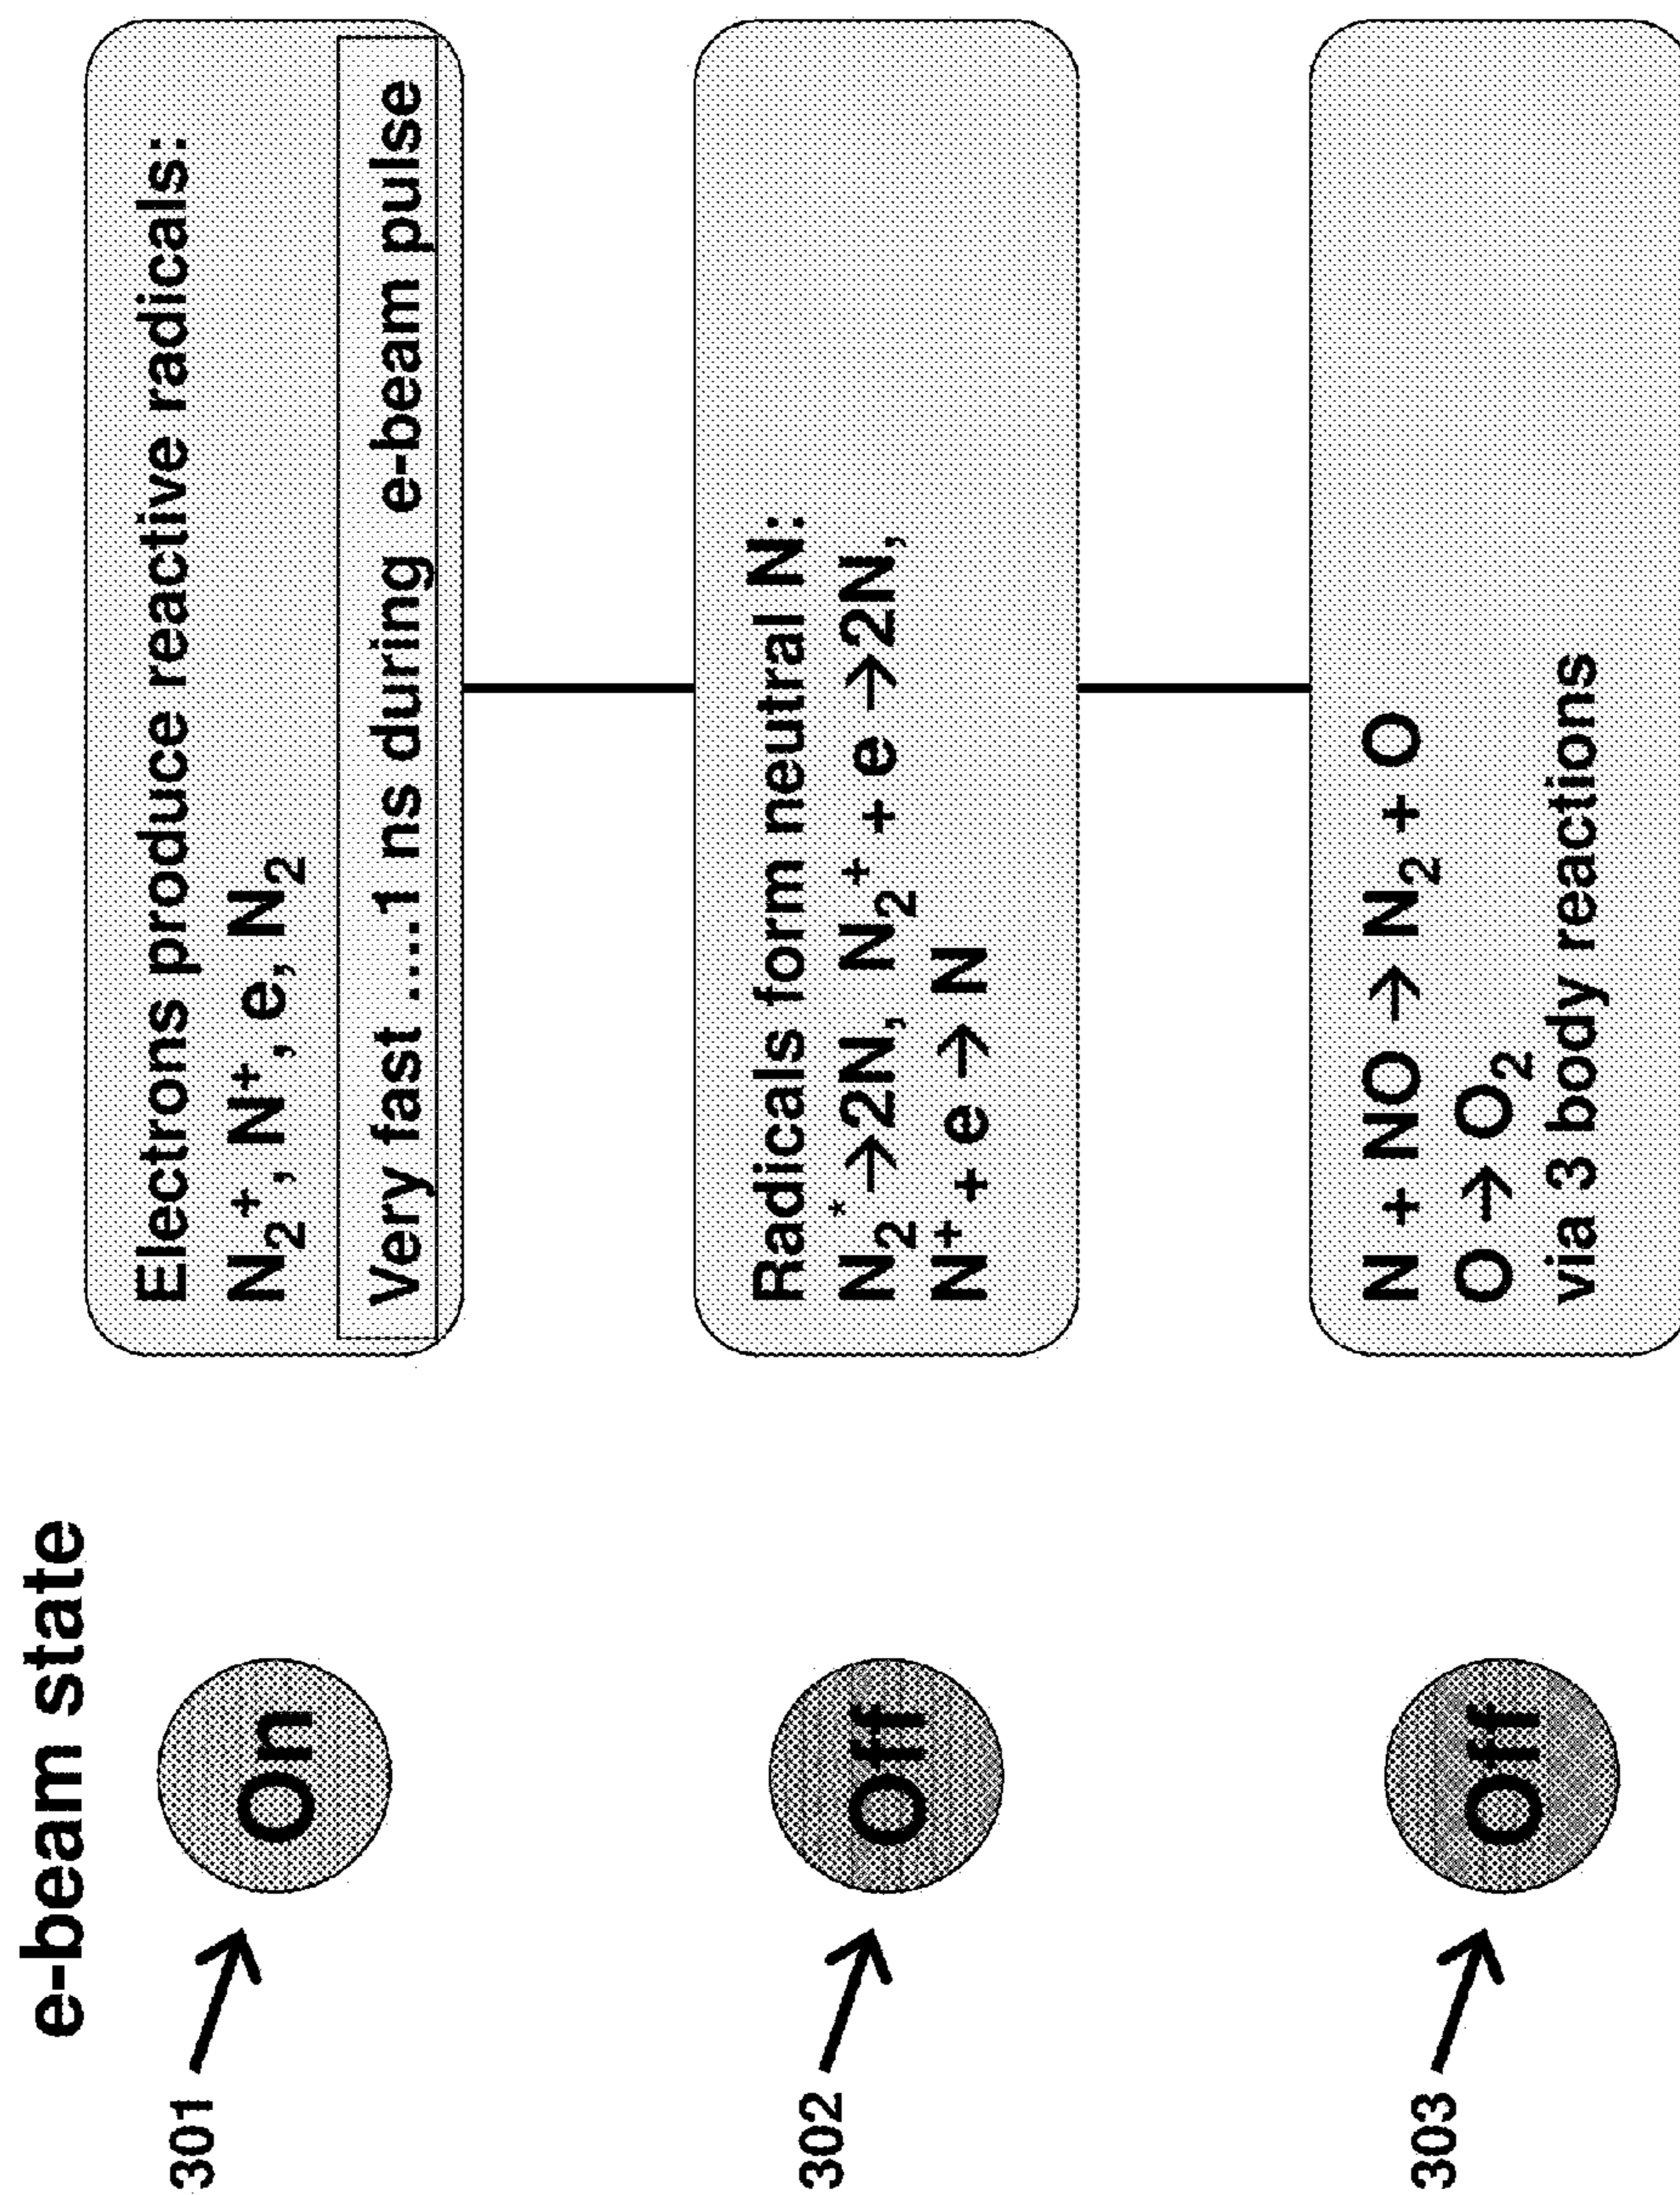 e-beam state
301
On
Electrons produce reactive radicals:
N₂⁺, N⁺, e, N₂
Very fast ....1 ns during e-beam pulse
302
Off
Radicals form neutral N:
N₂*→2N, N₂⁺ + e →2N,
N⁺ + e → N
303
Off
N + NO → N₂ + O
O → O₂
via 3 body reactions